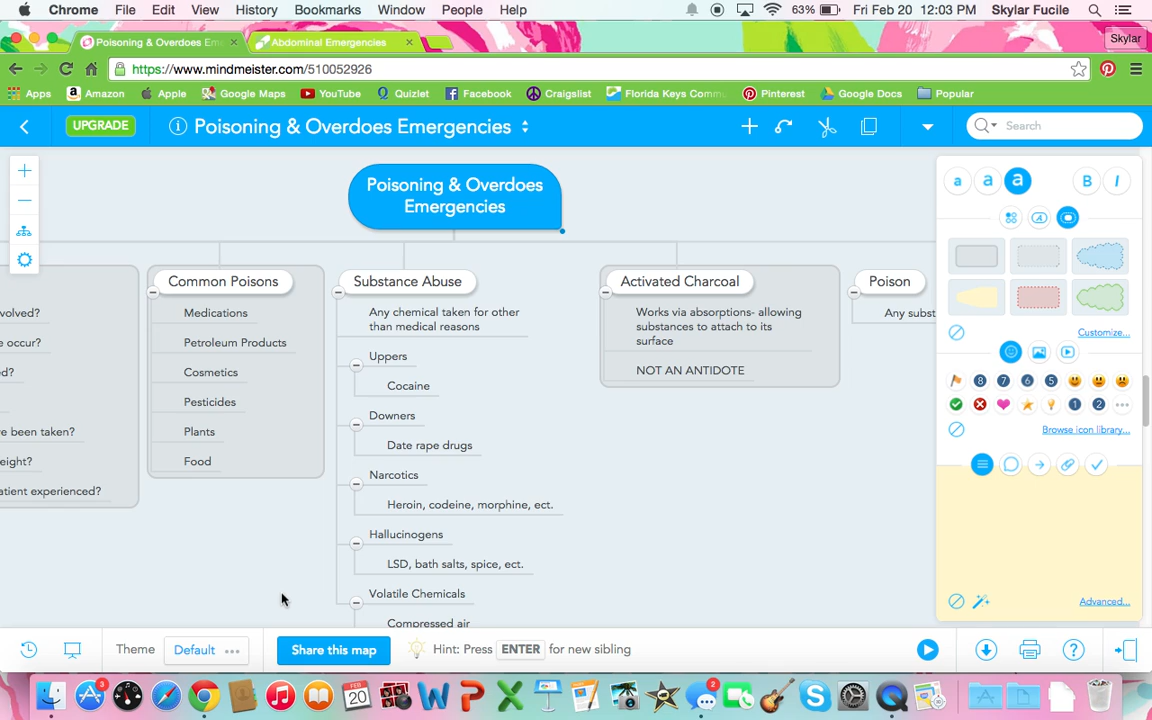 Chrome File Edit View History Bookmarks Window People Help 63% Fri Feb 20 12:03 PM Skylar Fucile
Poisoning & Overdoes Em Abdominal Emergencies Skylar
https://www.mindmeister.com/510052926
Apps Amazon Apple Google Maps YouTube Quizlet Facebook Craigslist Florida Keys Commu Pinterest Google Docs Popular
UPGRADE Poisoning & Overdoes Emergencies Search
Poisoning & Overdoes
Emergencies
volved?
e occur?
d?
ve been taken?
eight?
atient experienced?
Common Poisons
Medications
Petroleum Products
Cosmetics
Pesticides
Plants
Food
Substance Abuse
Any chemical taken for other
than medical reasons
Uppers
Cocaine
Downers
Date rape drugs
Narcotics
Heroin, codeine, morphine, ect.
Hallucinogens
LSD, bath salts, spice, ect.
Volatile Chemicals
Compressed air
Activated Charcoal
Works via absorptions- allowing
substances to attach to its
surface
NOT AN ANTIDOTE
Poison
Any subst
a a a B I
A
Customize...
8 7 6 5
1 2
Browse icon library...
Advanced...
Theme Default Share this map Hint: Press ENTER for new sibling
3 FEB 20 2